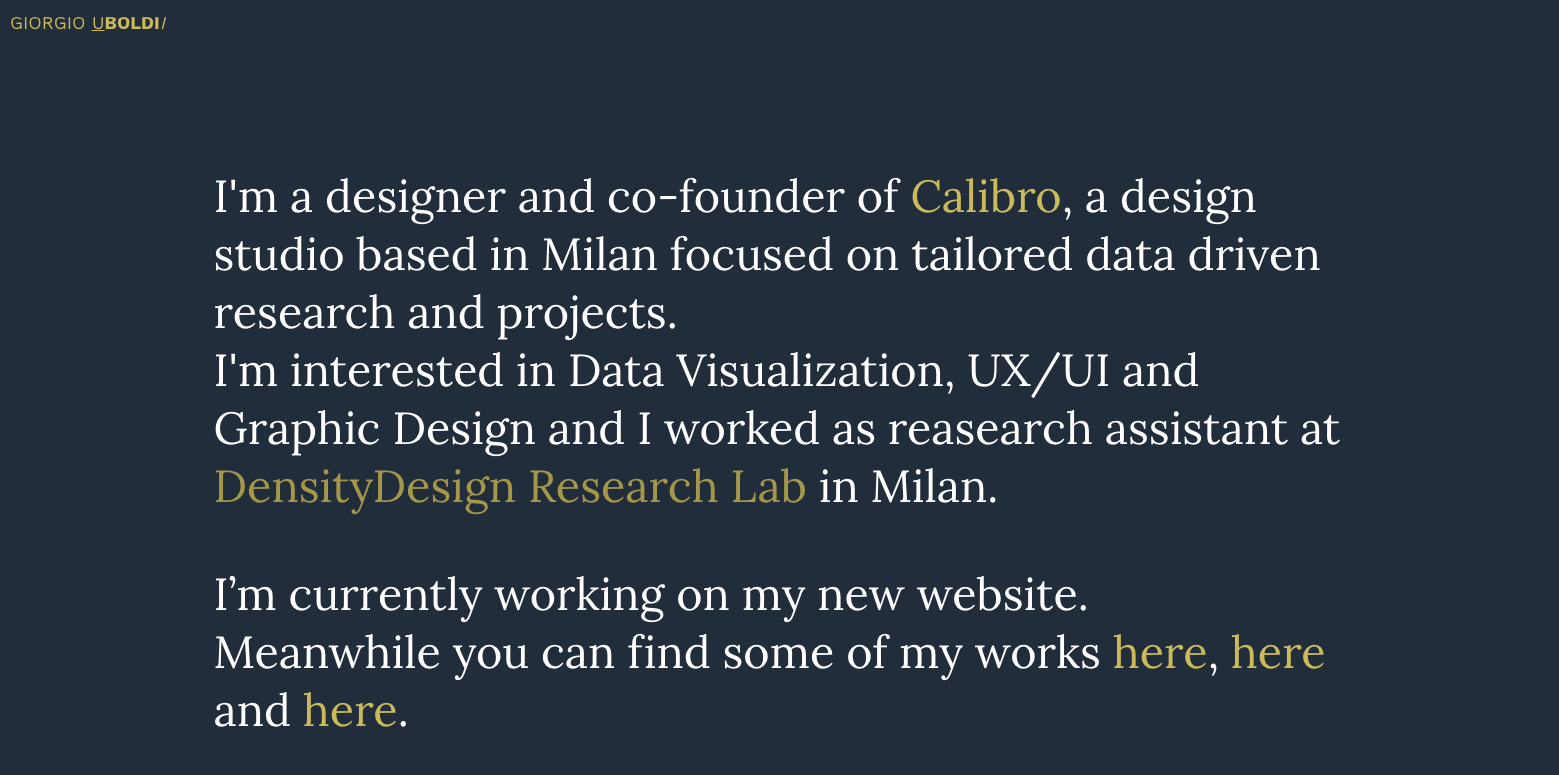 GIORGIO UBOLDI/
I'm a designer and co-founder of Calibro, a design
studio based in Milan focused on tailored data driven
research and projects.
I'm interested in Data Visualization, UX/UI and
Graphic Design and I worked as reasearch assistant at
DensityDesign Research Lab in Milan.
I’m currently working on my new website.
Meanwhile you can find some of my works here, here
and here.